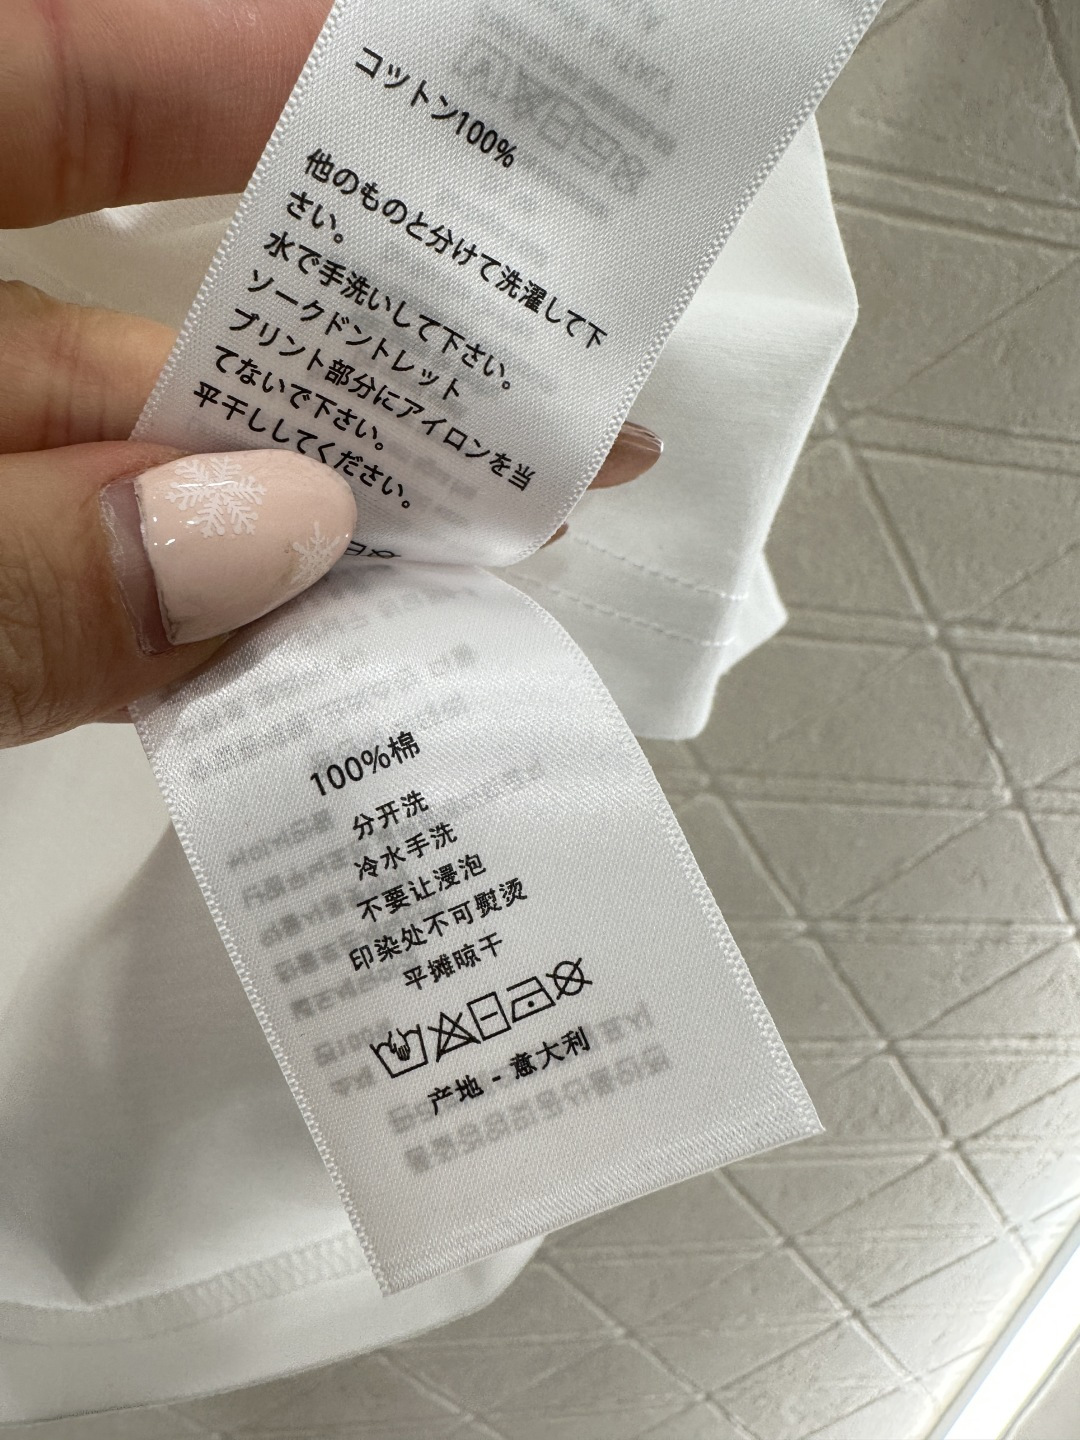 コットン100%
他のものと分けて洗濯して下
さい。
水で手洗いして下さい。
ソークドントレット
プリント部分にアイロンを当
てないで下さい。
平干ししてください。
100%棉
分开洗
冷水手洗
不要让浸泡
印染处不可熨烫
平摊晾干
产地-意大利